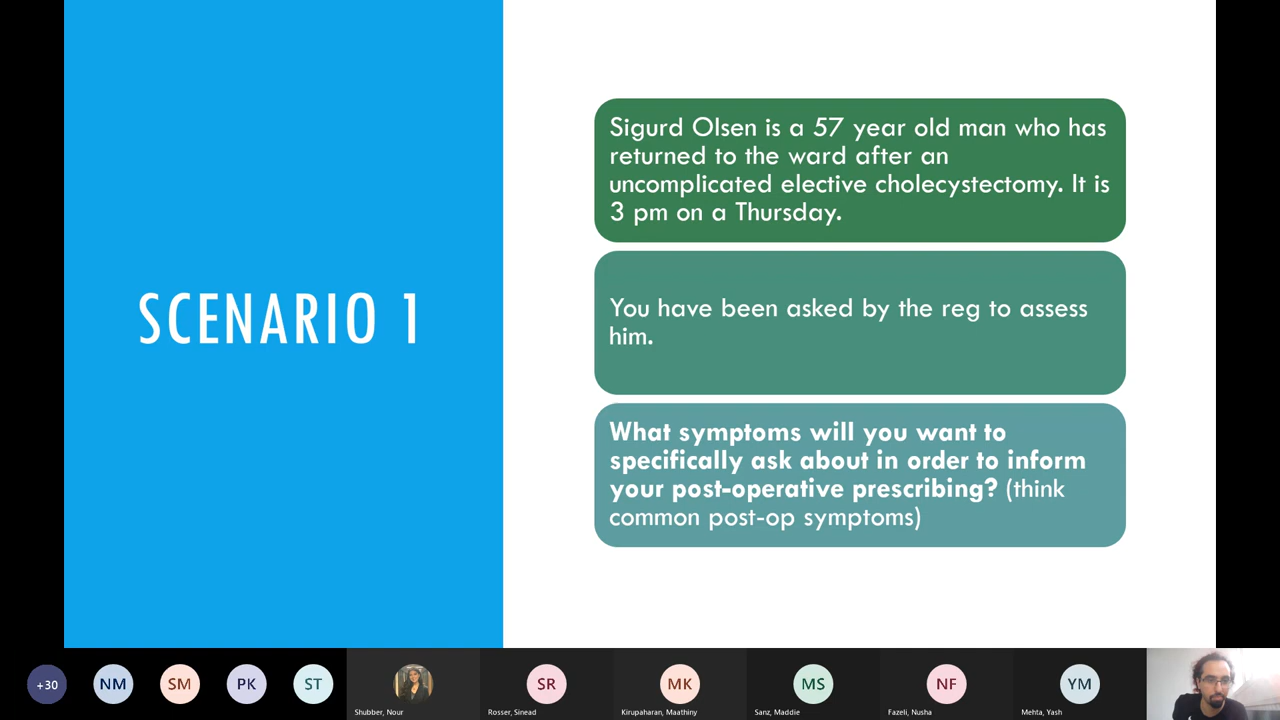 SCENARIO 1
Sigurd Olsen is a 57 year old man who has
returned to the ward after an
uncomplicated elective cholecystectomy. It is
3 pm on a Thursday.
You have been asked by the reg to assess
him.
What symptoms will you want to
specifically ask about in order to inform
your post-operative prescribing? (think
common post-op symptoms)
+30
NM
SM
PK
ST
SR
MK
MS
NF
YM
Shubber, Nour
Rosser, Sinead
Kirupaharan, Maathiny
Sanz, Maddie
Fazeli, Nusha
Mehta, Yash